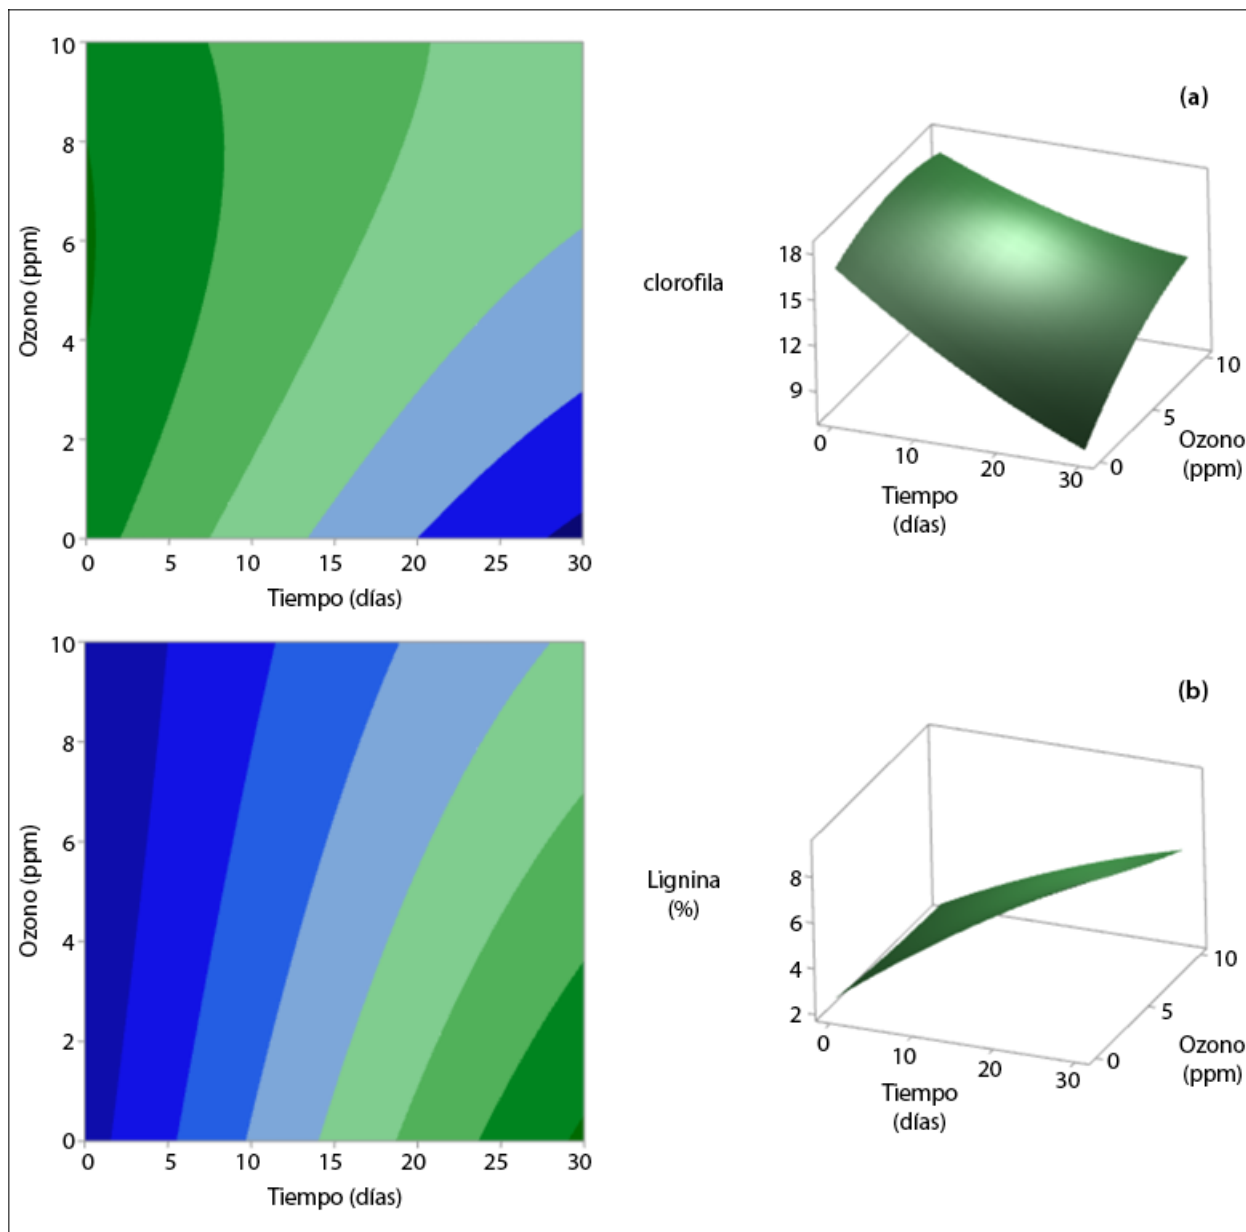 10
8
6
4
2
0
Ozono (ppm)
0 5 10 15 20 25 30
Tiempo (días)
(a)
clorofila
18
15
12
9
0 10 20 30
Tiempo
(días)
0 5 10
Ozono
(ppm)
10
8
6
4
2
0
Ozono (ppm)
0 5 10 15 20 25 30
Tiempo (días)
(b)
Lignina
(%)
8
6
4
2
0 10 20 30
Tiempo
(días)
0 5 10
Ozono
(ppm)